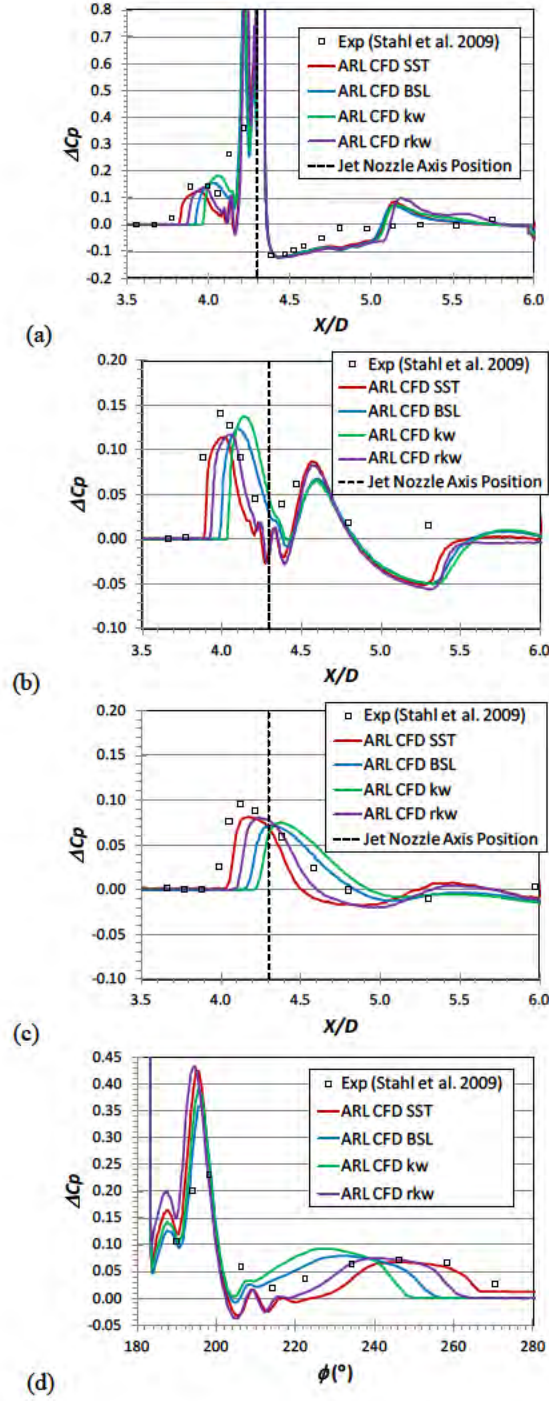 0.8
0.7
0.6
0.5
0.4
0.3
0.2
0.1
0.0
-0.1
-0.2
ΔCp
Exp (Stahl et al. 2009)
ARL CFD SST
ARL CFD BSL
ARL CFD kw
ARL CFD rkw
Jet Nozzle Axis Position
3.5 4.0 4.5 5.0 5.5 6.0
X/D
(a)
0.20
0.15
0.10
0.05
0.00
-0.05
-0.10
ΔCp
Exp (Stahl et al. 2009)
ARL CFD SST
ARL CFD BSL
ARL CFD kw
ARL CFD rkw
Jet Nozzle Axis Position
3.5 4.0 4.5 5.0 5.5 6.0
X/D
(b)
0.20
0.15
0.10
0.05
0.00
-0.05
-0.10
ΔCp
Exp (Stahl et al. 2009)
ARL CFD SST
ARL CFD BSL
ARL CFD kw
ARL CFD rkw
Jet Nozzle Axis Position
3.5 4.0 4.5 5.0 5.5 6.0
X/D
(c)
0.45
0.40
0.35
0.30
0.25
0.20
0.15
0.10
0.05
0.00
-0.05
ΔCp
Exp (Stahl et al. 2009)
ARL CFD SST
ARL CFD BSL
ARL CFD kw
ARL CFD rkw
180 200 220 240 260 280
ϕ(°)
(d)